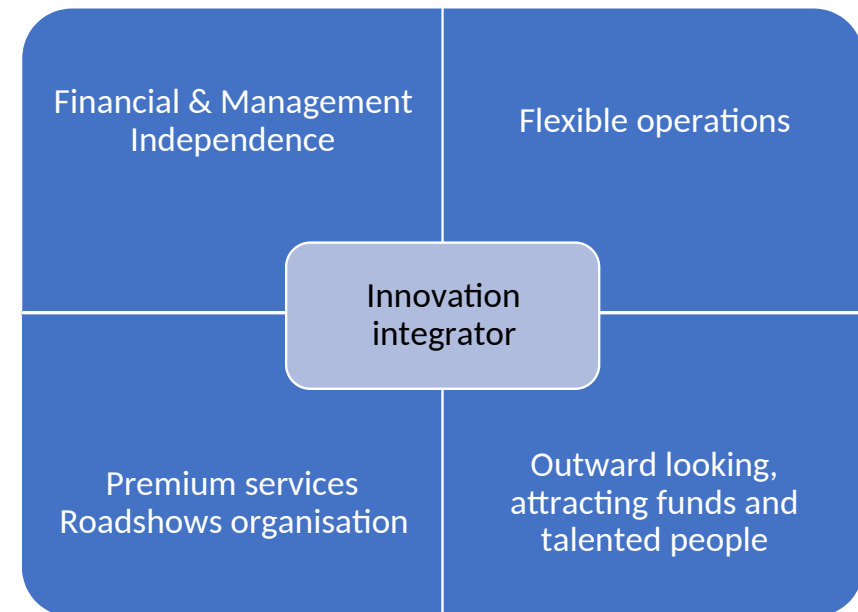 Financial & Management
Independence
Flexible operations
Innovation
integrator
Premium services
Roadshows organisation
Outward looking,
attracting funds and
talented people